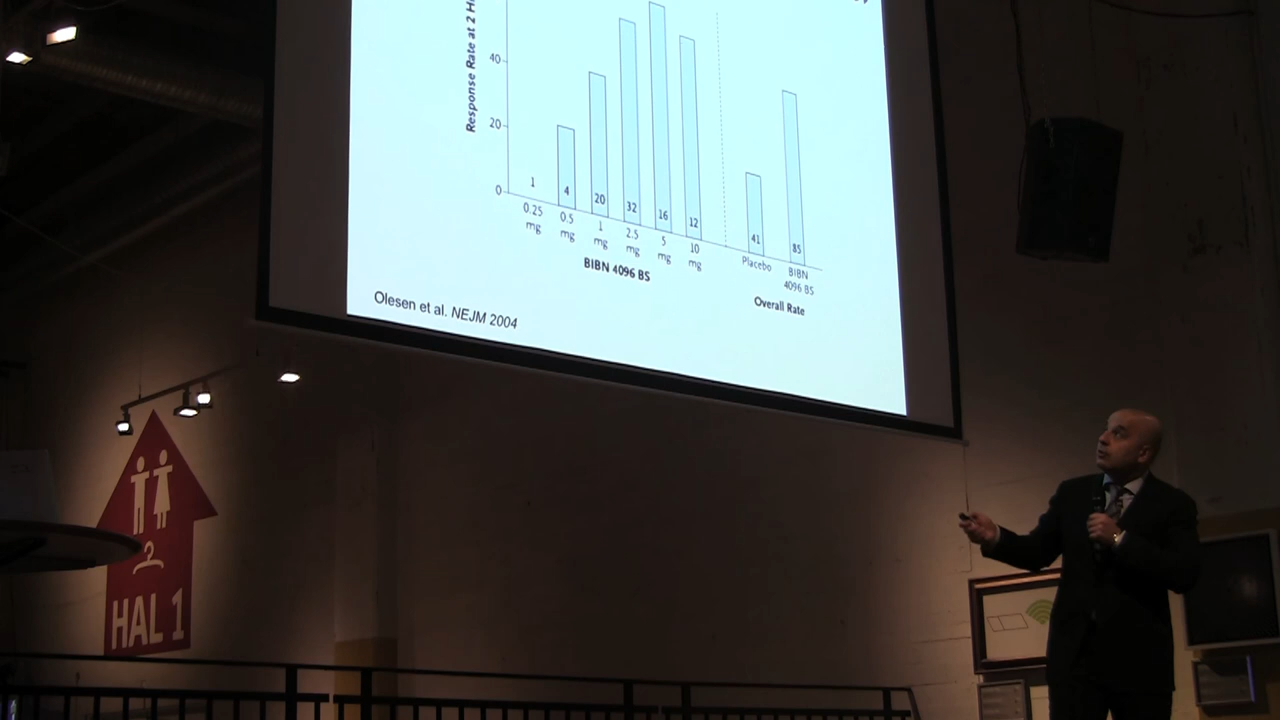 Response Rate at 2 H
40
20
0
1
4
20
32
16
12
41
85
0.25 mg
0.5 mg
1 mg
2.5 mg
5 mg
10 mg
Placebo
BIBN
4096 BS
BIBN 4096 BS
Overall Rate
Olesen et al. NEJM 2004
HAL 1